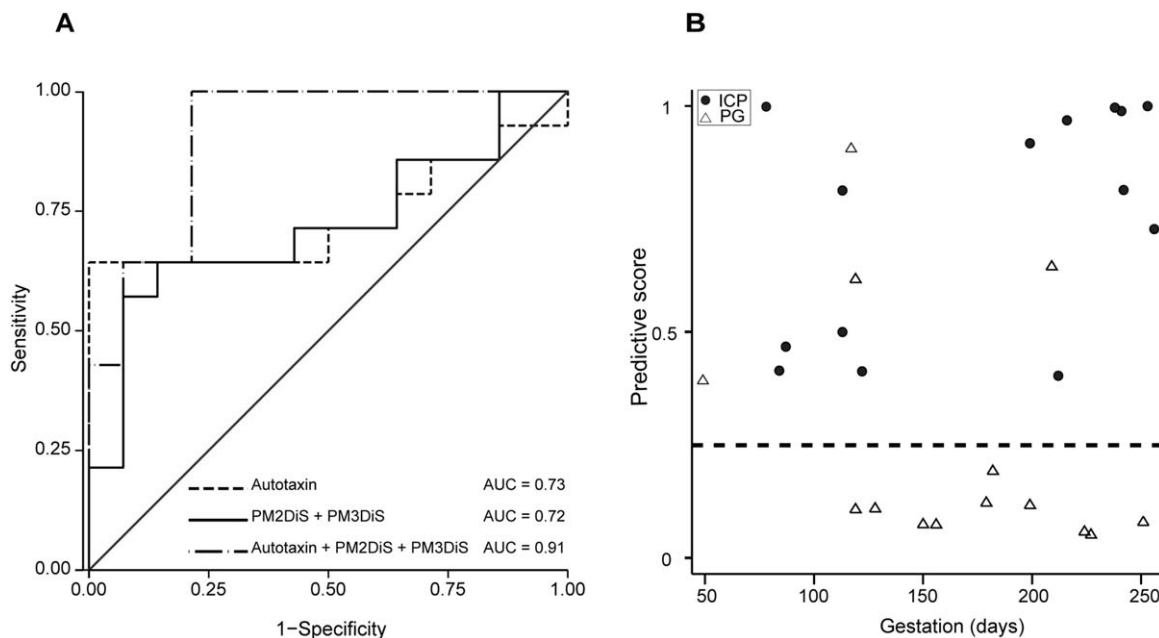 A
1.00
0.75
0.50
0.25
0.00
Sensitivity
Autotaxin AUC = 0.73
PM2DiS + PM3DiS AUC = 0.72
Autotaxin + PM2DiS + PM3DiS AUC = 0.91
0.00 0.25 0.50 0.75 1.00
1−Specificity
B
ICP
PG
1
0.5
0
Predictive score
50 100 150 200 250
Gestation (days)